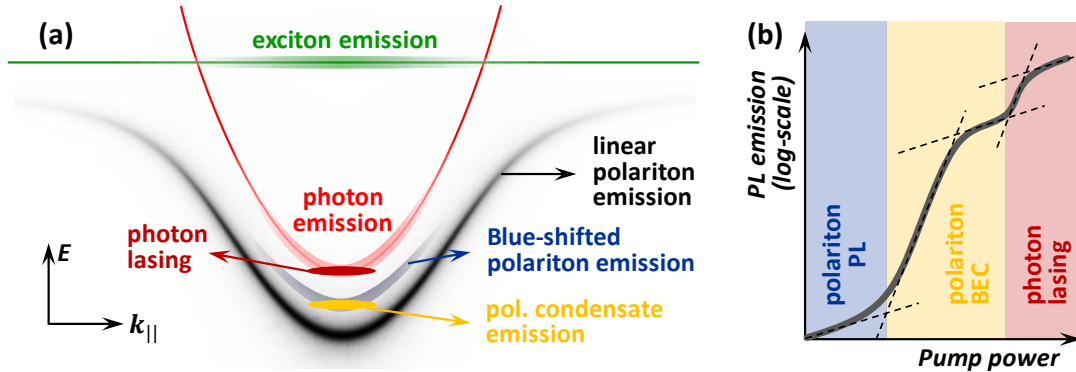 (a)
exciton emission
linear
polariton
emission
photon
emission
photon
lasing
Blue-shifted
polariton emission
pol. condensate
emission
E
k||
(b)
PL emission
(log-scale)
polariton
PL
polariton
BEC
photon
lasing
Pump power